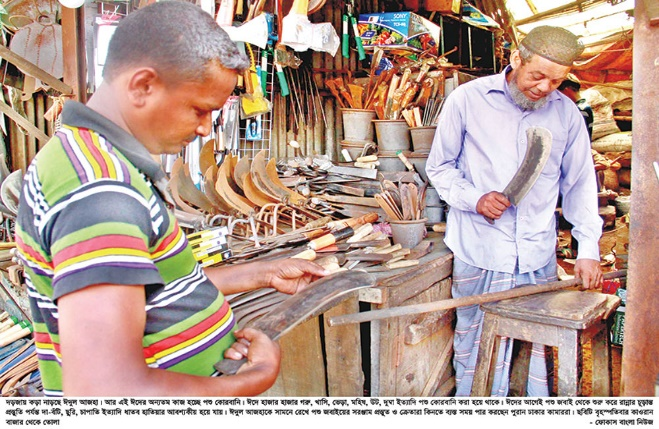 SONY
দড়জায় কড়া নাড়ছে ঈদুল আজহা। আর এই ঈদের অন্যতম কাজ হচ্ছে পশু কোরবানি। ঈদে হাজার হাজার গরু, খাসি, ভেড়া, মহিষ, উট, দুম্বা ইত্যাদি পশু কোরবানী করা হয়ে থাকে। ঈদের আগেই পশু জবাই থেকে শুরু করে রান্নার চূড়ান্ত
প্রস্তুতি পর্যন্ত দা-বঁটি, ছুরি, চাপাতি ইত্যাদি ধাতব হাতিয়ার আবশ্যকীয় হয়ে যায়। ঈদুল আজহাকে সামনে রেখে পশু জবাইয়ের সরঞ্জাম প্রস্তুত ও ক্রেতারা কিনতে ব্যস্ত সময় পার করছেন পুরান ঢাকার কামাররা। ছবিটি বৃহস্পতিবার কাওরান
বাজার থেকে তোলা - ফোকাস বাংলা নিউজ